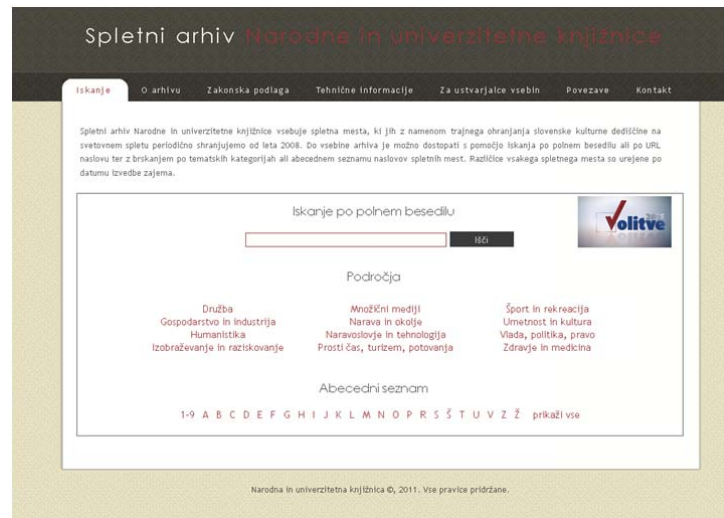 Spletni arhiv Narodne in univerzitetne knjižnice
Iskanje O arhivu Zakonska podlaga Tehnične informacije Za ustvarjalce vsebin Povezave Kontakt
Spletni arhiv Narodne in univerzitetne knjižnice vsebuje spletna mesta, ki jih z namenom trajnega ohranjanja slovenske kulturne dediščine na
svetovnem spletu periodično shranjujemo od leta 2008. Do vsebine arhiva je možno dostopati s pomočjo iskanja po polnem besedilu ali po URL
naslovu ter z brskanjem po tematskih kategorijah ali abecednem seznamu naslovov spletnih mest. Različice vsakega spletnega mesta so urejene po
datumu izvedbe zajema.
Iskanje po polnem besedilu
Volitve
Išči
Področja
Družba Množični mediji Šport in rekreacija
Gospodarstvo in industrija Narava in okolje Umetnost in kultura
Humanistika Naravoslovje in tehnologija Vlada, politika, pravo
Izobraževanje in raziskovanje Prosti čas, turizem, potovanja Zdravje in medicina
Abecedni seznam
1-9 A B C D E F G H I J K L M N O P R S Š T U V Z Ž prikaži vse
Narodna in univerzitetna knjižnica ©, 2011. Vse pravice pridržane.